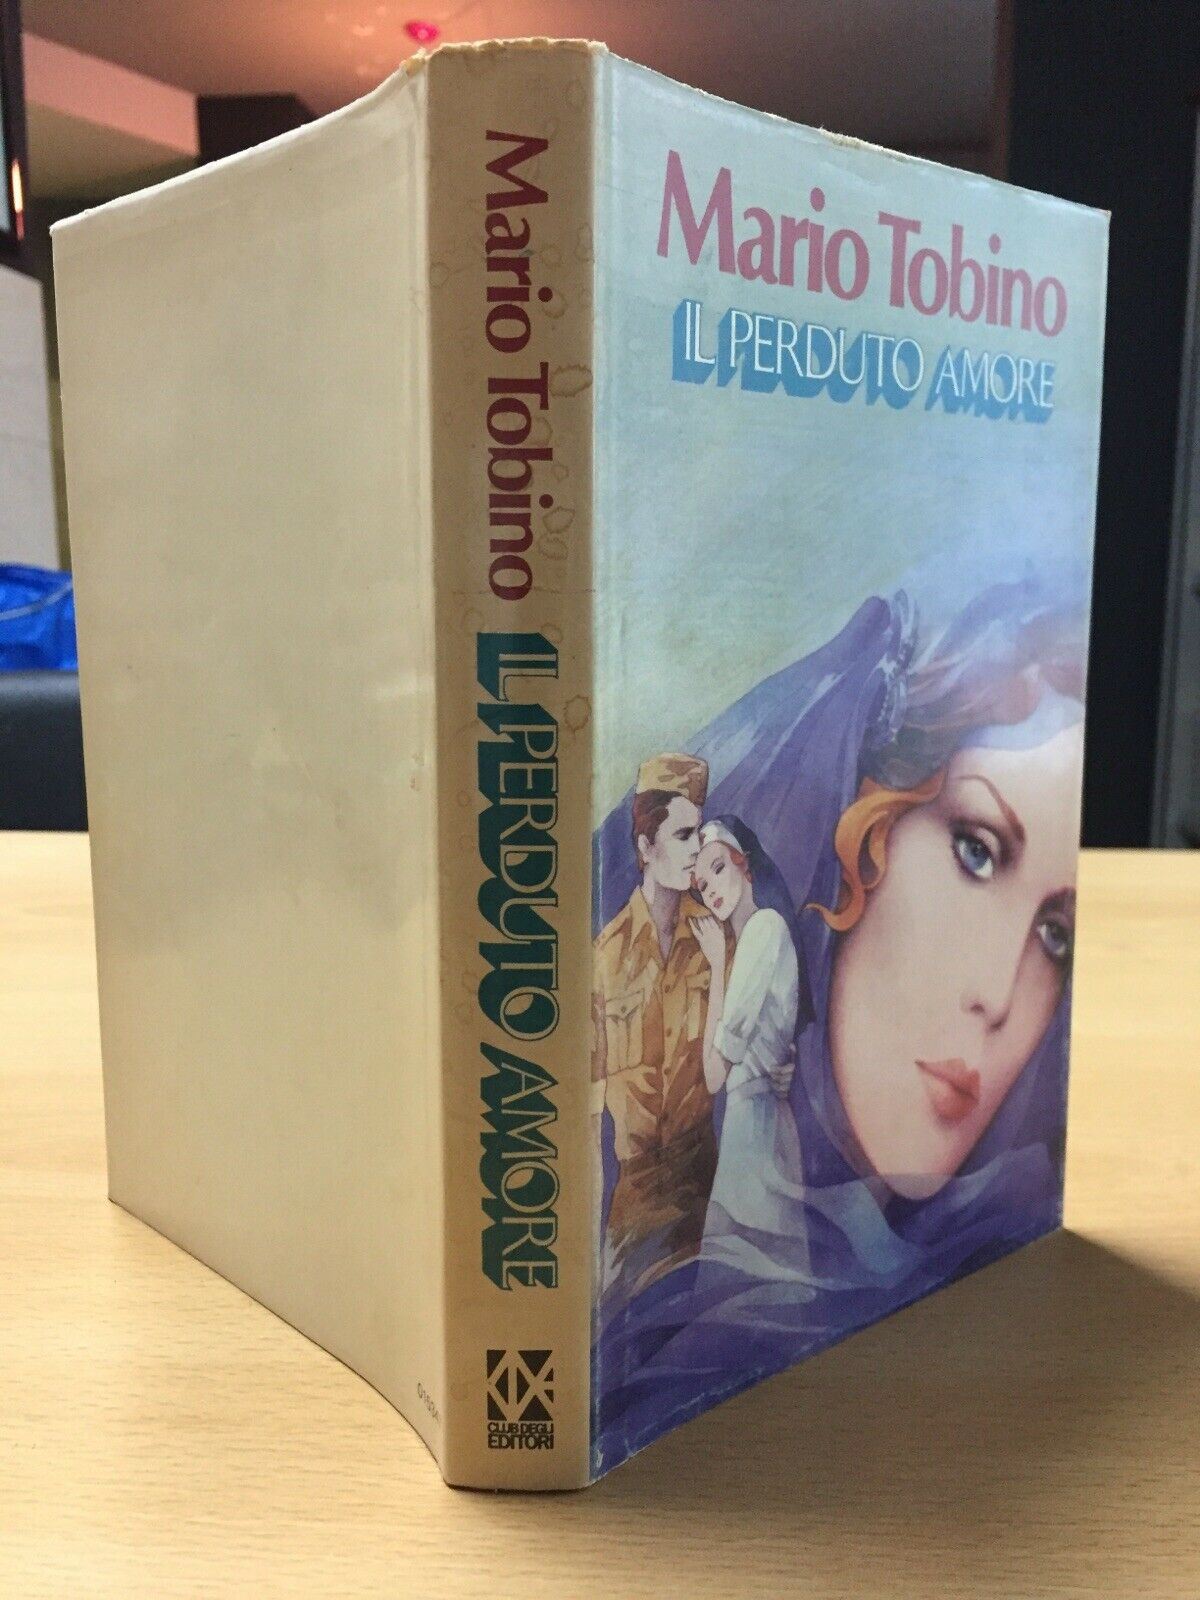 Mario Tobino
IL PERDUTO AMORE
Mario Tobino IL PERDUTO AMORE
CLUB DEGLI
EDITORI